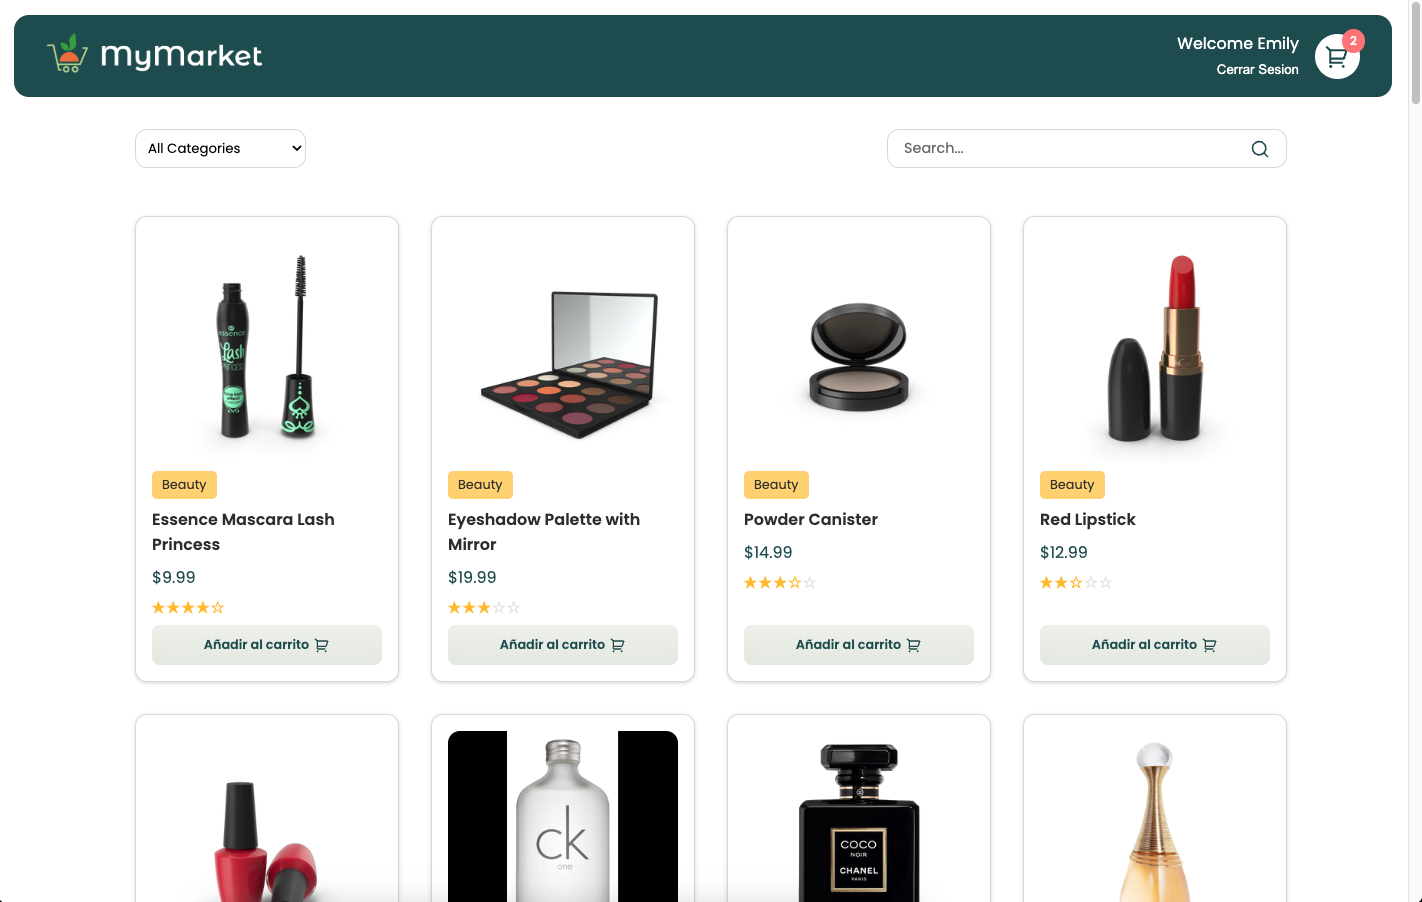 MyMarket
Welcome Emily
Cerrar Sesion
2
All Categories
Search...
essence
Lash
PRINCESS
Beauty
Essence Mascara Lash
Princess
$9.99
Añadir al carrito
Beauty
Eyeshadow Palette with
Mirror
$19.99
Añadir al carrito
Beauty
Powder Canister
$14.99
Añadir al carrito
Beauty
Red Lipstick
$12.99
Añadir al carrito
ck
one
COCO
NOIR
CHANEL
PARIS